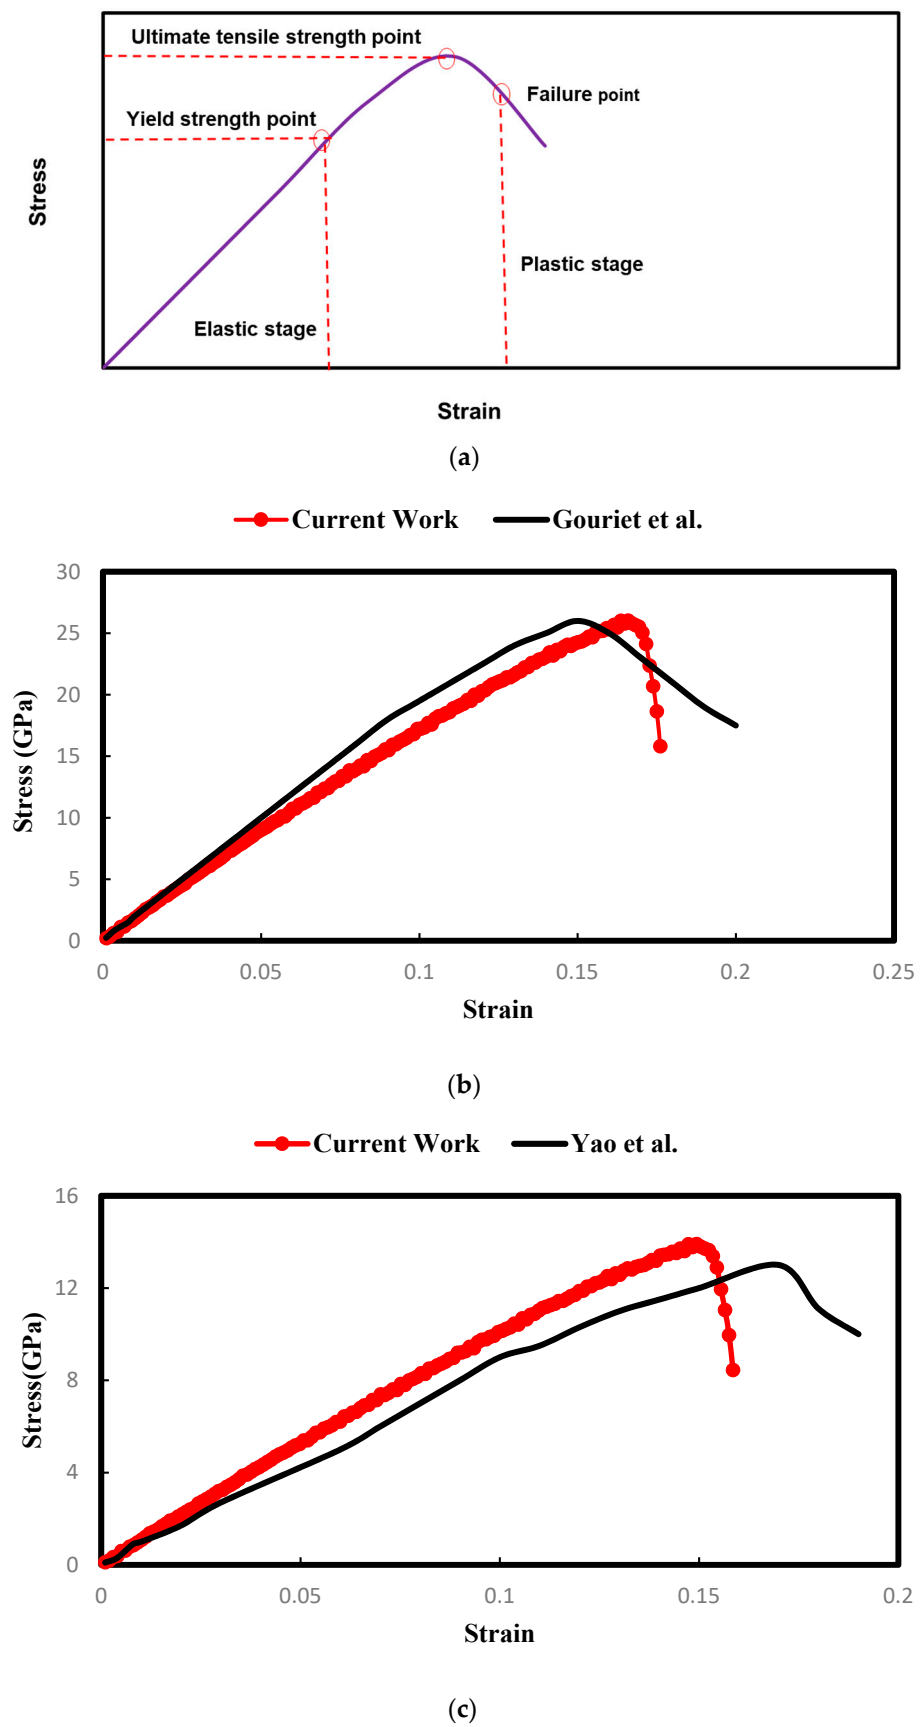 Ultimate tensile strength point
Failure point
Yield strength point
Stress
Plastic stage
Elastic stage
Strain
(a)
Current Work Gouriet et al.
30
25
20
15
10
5
0
Stress (GPa)
0 0.05 0.1 0.15 0.2 0.25
Strain
(b)
Current Work Yao et al.
16
12
8
4
0
Stress(GPa)
0 0.05 0.1 0.15 0.2
Strain
(c)